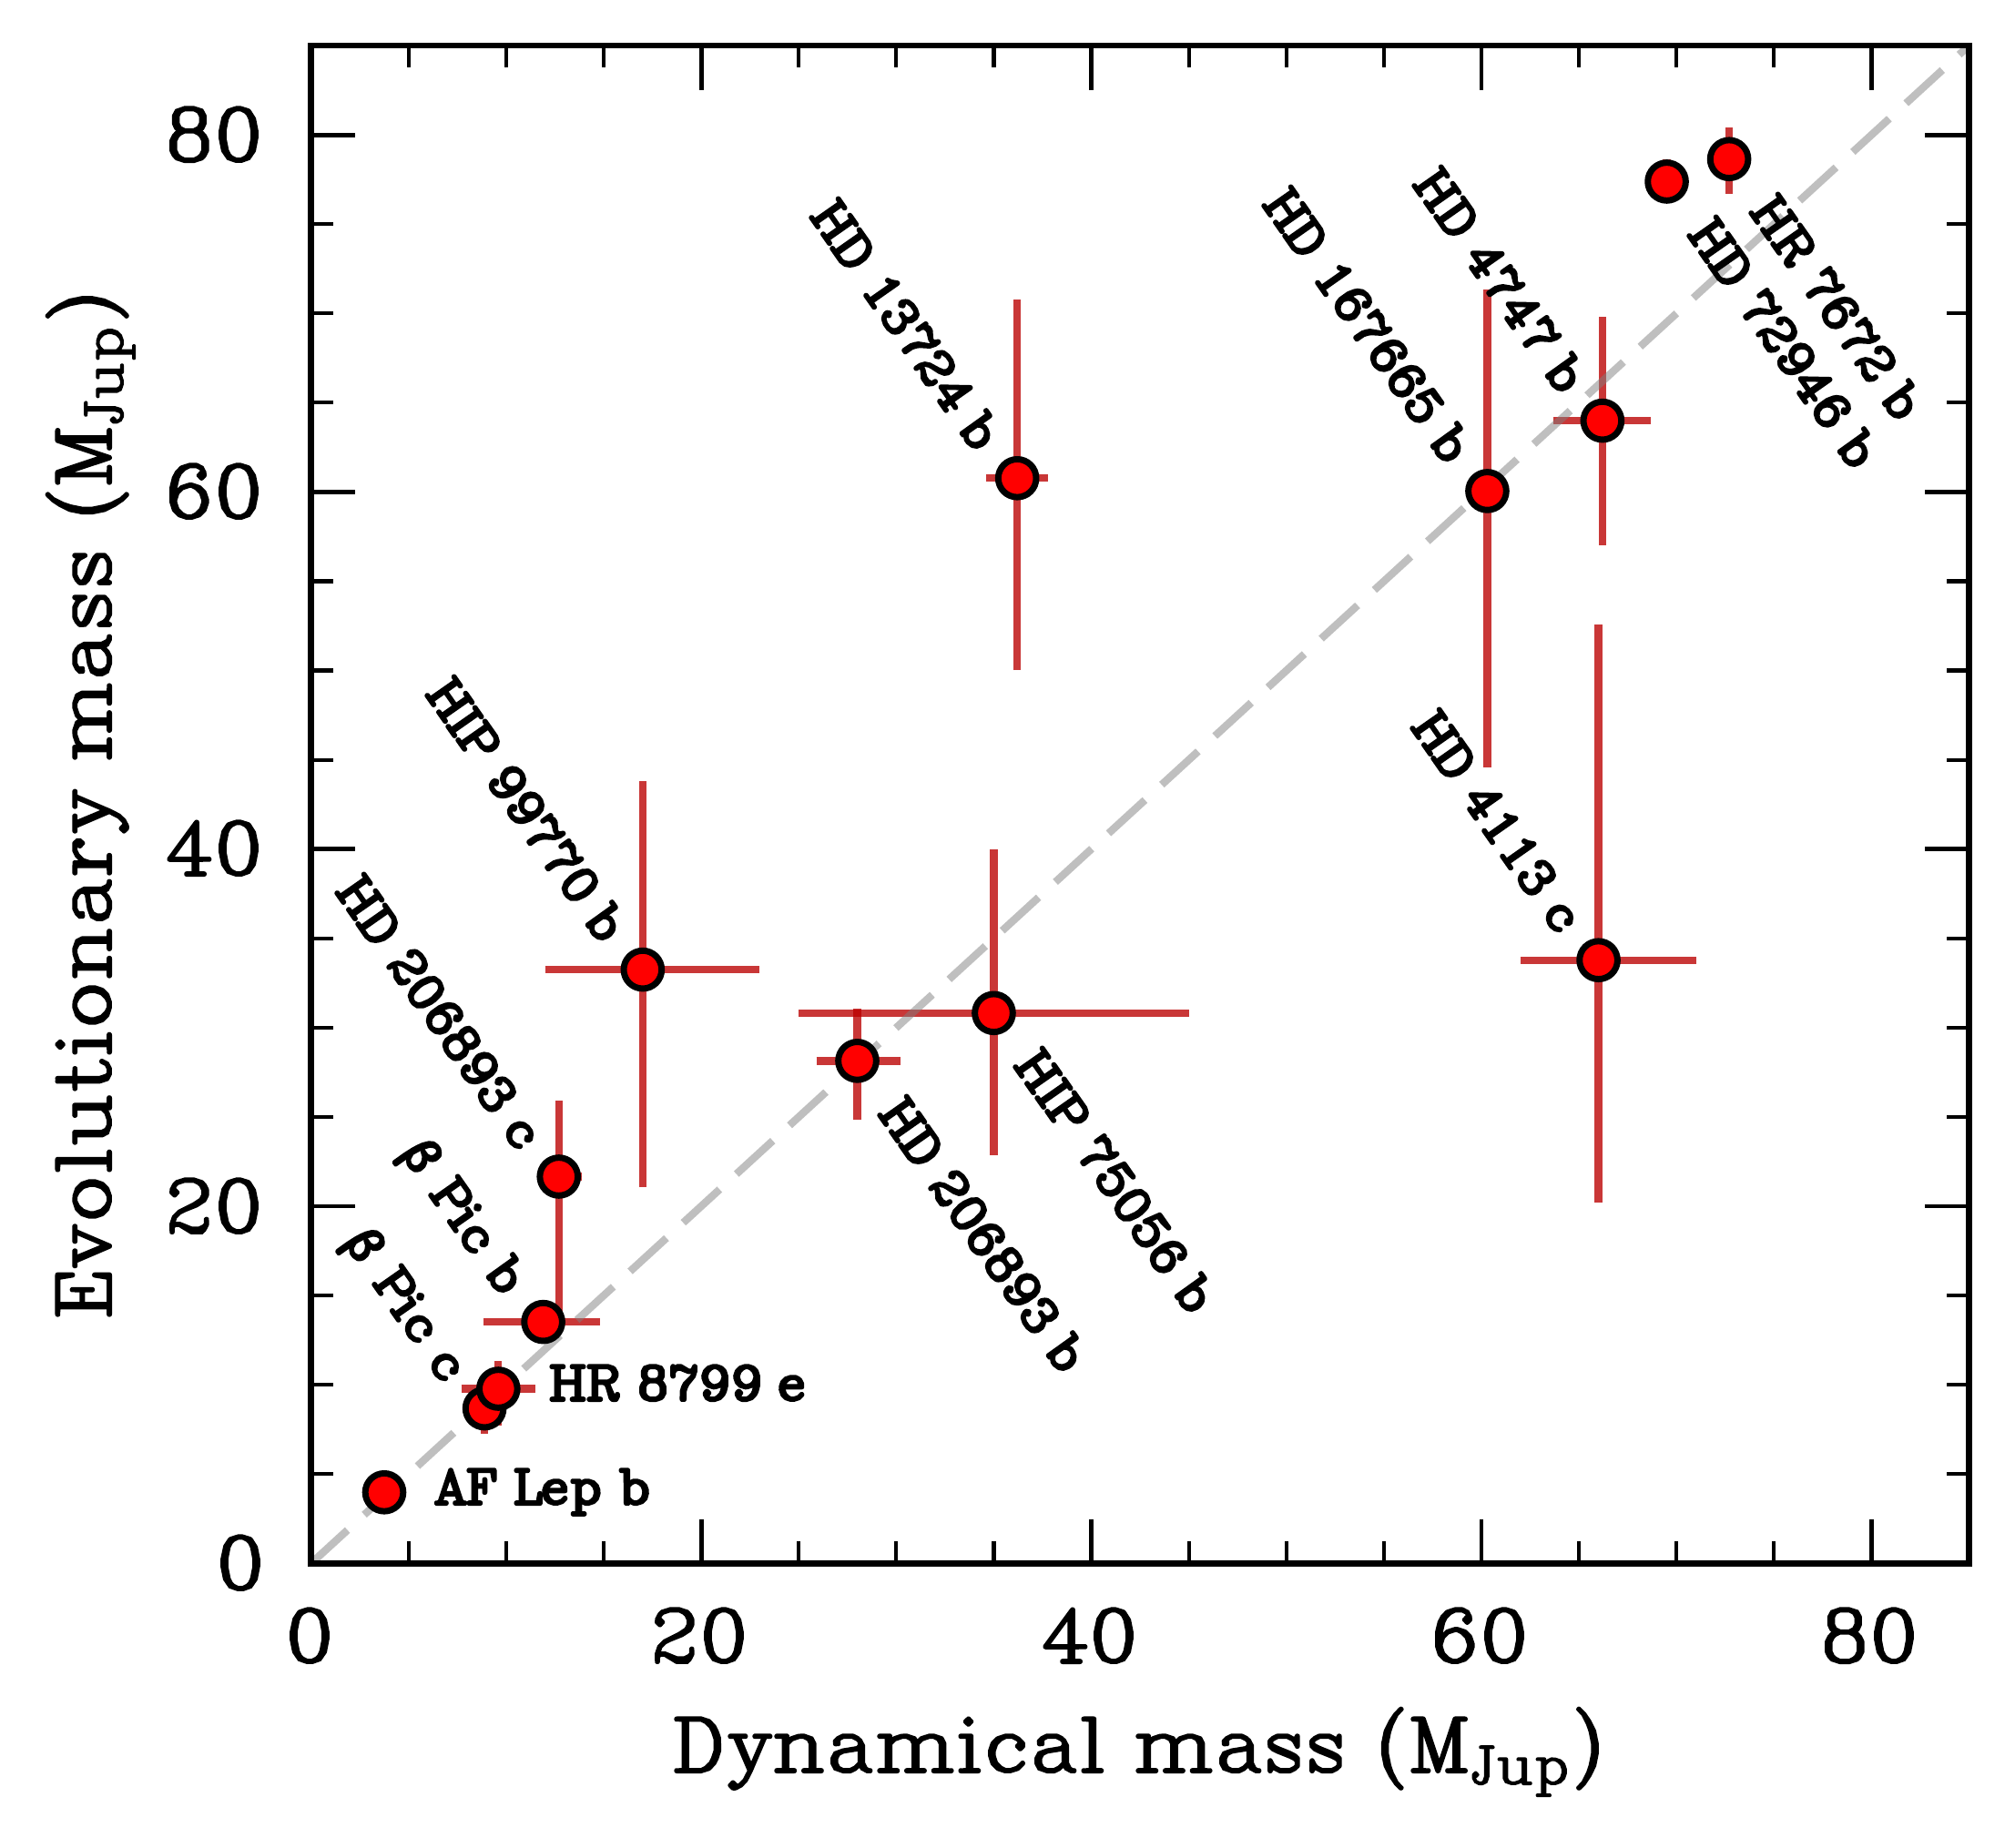 80
60
40
20
0
Evolutionary mass (M_Jup)
HD 13724 b
HD 167665 b
HD 4747 b
HR 7672 b
HD 72946 b
HIP 99770 b
HD 4113 c
HD 206893 c
HIP 75056 b
HD 206893 b
β Pic b
β Pic c
HR 8799 e
AF Lep b
0 20 40 60 80
Dynamical mass (M_Jup)